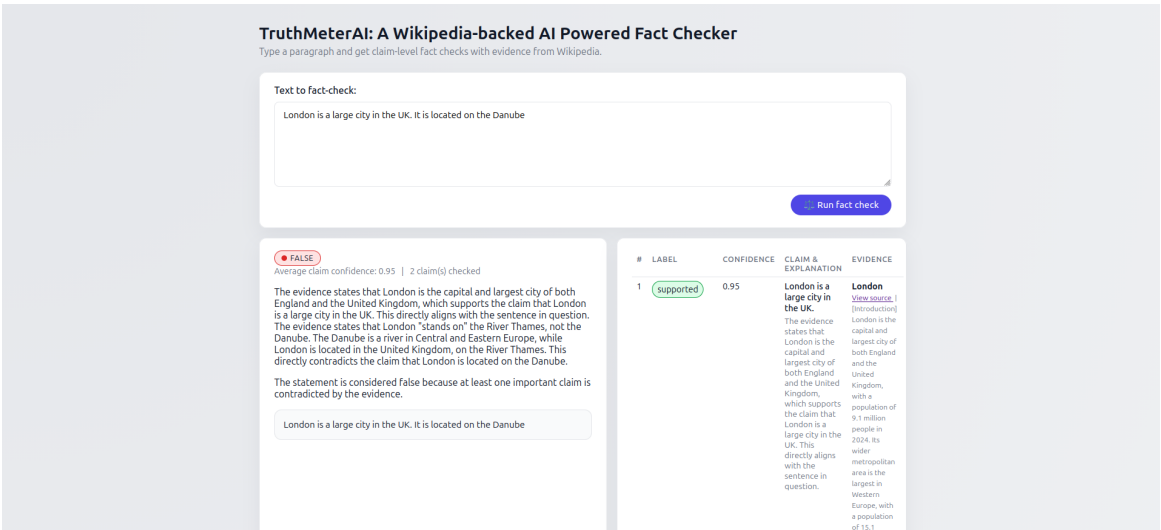 TruthMeterAI: A Wikipedia-backed AI Powered Fact Checker
Type a paragraph and get claim-level fact checks with evidence from Wikipedia.
Text to fact-check:
London is a large city in the UK. It is located on the Danube
Run fact check
FALSE
Average claim confidence: 0.95 | 2 claim(s) checked
The evidence states that London is the capital and largest city of both
England and the United Kingdom, which supports the claim that London
is a large city in the UK. This directly aligns with the sentence in question.
The evidence states that London "stands on" the River Thames, not the
Danube. The Danube is a river in Central and Eastern Europe, while
London is located in the United Kingdom, on the River Thames. This
directly contradicts the claim that London is located on the Danube.
The statement is considered false because at least one important claim is
contradicted by the evidence.
London is a large city in the UK. It is located on the Danube
# LABEL CONFIDENCE CLAIM & EXPLANATION EVIDENCE
1 supported 0.95
London is a
large city in
the UK.
The evidence
states that
London is the
capital and
largest city of
both England
and the United
Kingdom,
which supports
the claim that
London is a
large city in the
UK. This
directly aligns
with the
sentence in
question.
London
View source |
[Introduction]
London is the
capital and
largest city of
both England
and the
United
Kingdom,
with a
population of
9.1 million
people in
2024. Its
wider
metropolitan
area is the
largest in
Western
Europe, with
a population
of 15.1